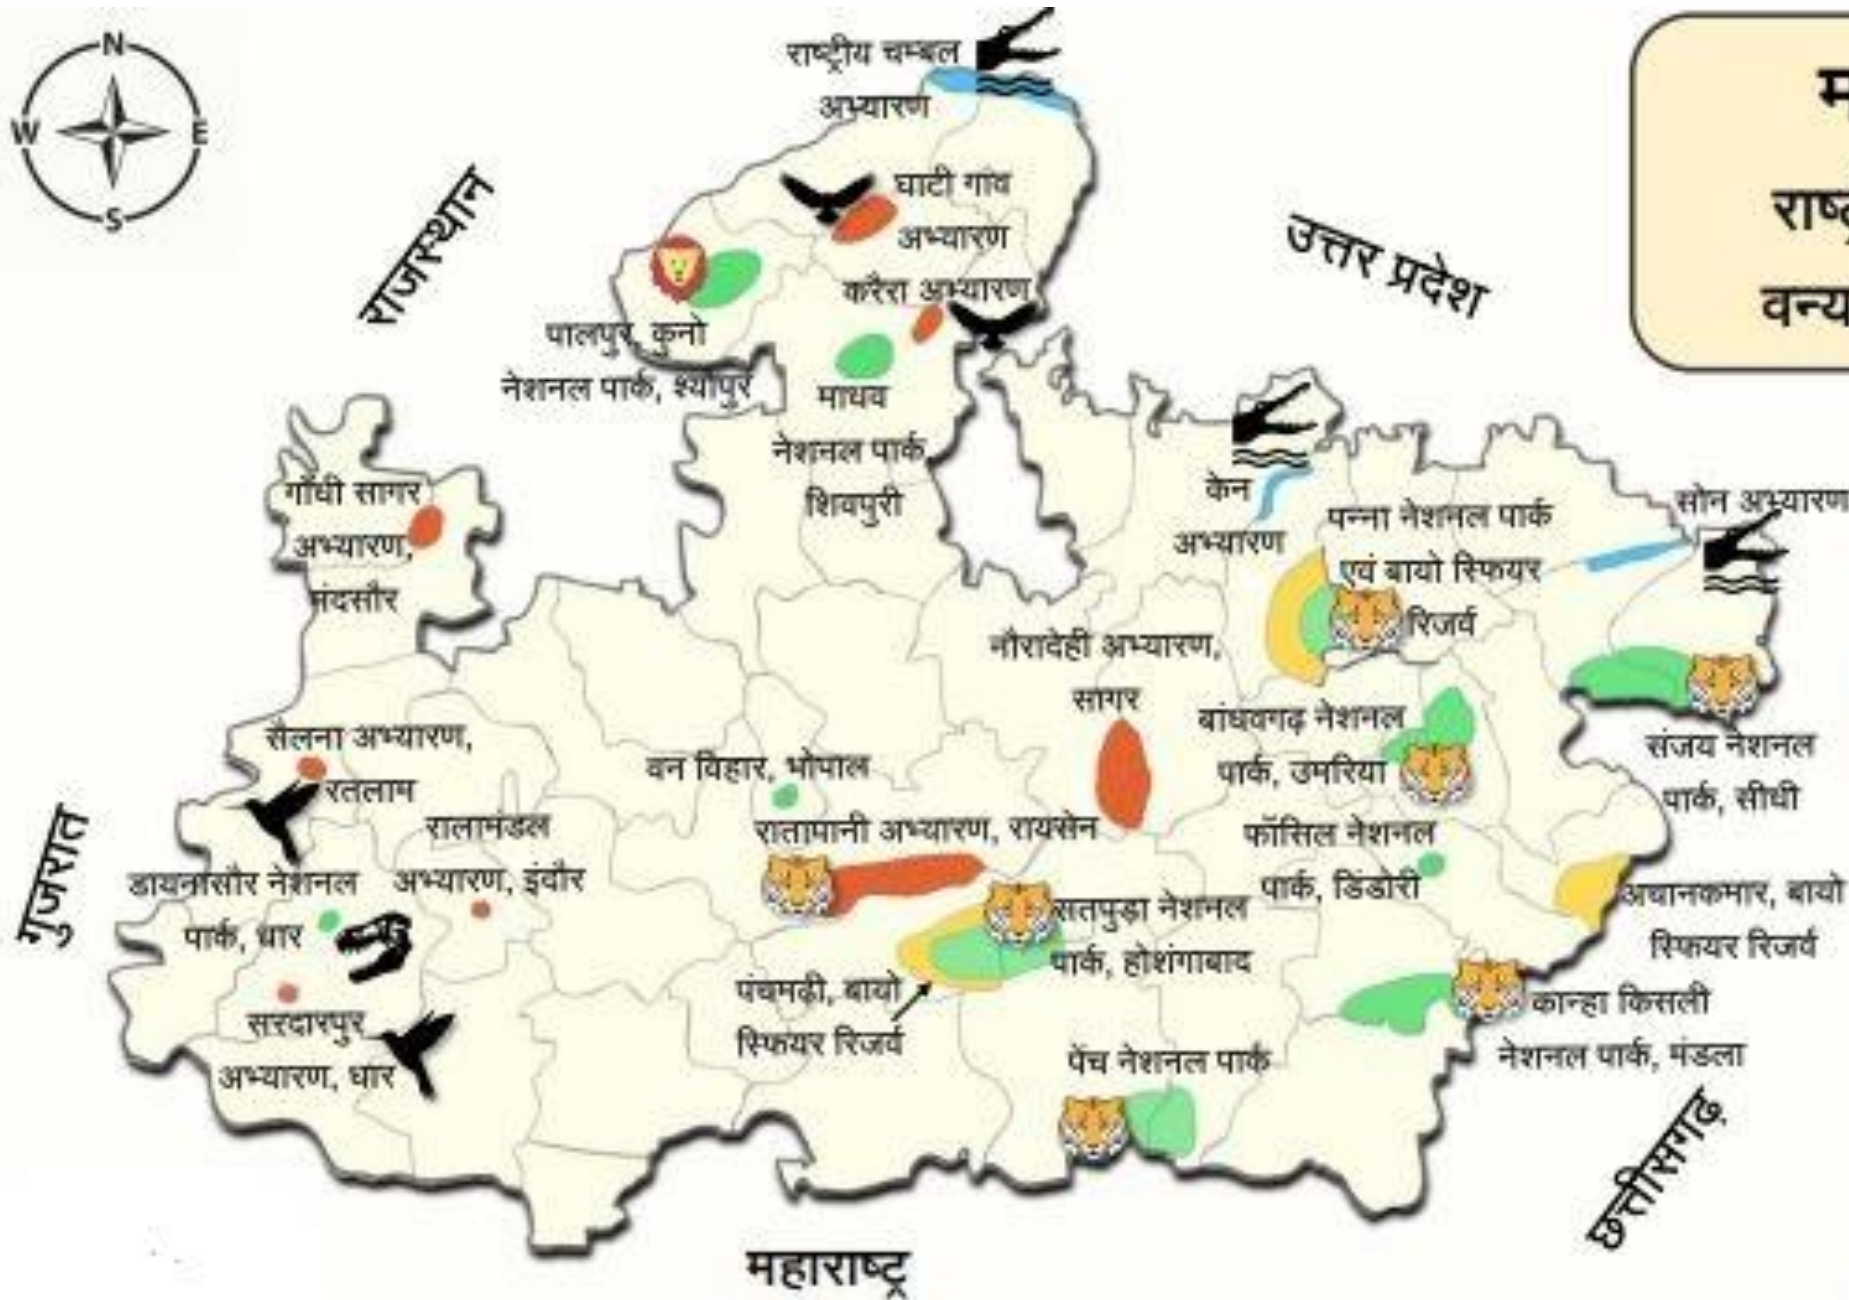 N
W
E
S
राष्ट्रीय चम्बल
अभ्यारण
राजस्थान
घाटी गांव
अभ्यारण
उत्तर प्रदेश
करैरा अभ्यारण
पालपुर, कुनो
नेशनल पार्क, श्योपुर
माधव
नेशनल पार्क,
शिवपुरी
गाँधी सागर
अभ्यारण,
मंदसौर
केन
अभ्यारण
पन्ना नेशनल पार्क
एवं बायो स्फियर
रिजर्व
सोन अभ्यारण
नौरादेही अभ्यारण,
सागर
बांधवगढ़ नेशनल
पार्क, उमरिया
संजय नेशनल
पार्क, सीधी
सैलना अभ्यारण,
रतलाम
वन विहार, भोपाल
रातापानी अभ्यारण, रायसेन
रालामंडल
अभ्यारण, इंदौर
फॉसिल नेशनल
पार्क, डिंडोरी
गुजरात
डायनासौर नेशनल
पार्क, धार
सतपुड़ा नेशनल
पार्क, होशंगाबाद
अचानकमार, बायो
स्फियर रिजर्व
पंचमढ़ी, बायो
स्फियर रिजर्व
कान्हा किसली
नेशनल पार्क, मंडला
सरदारपुर
अभ्यारण, धार
पेंच नेशनल पार्क
छत्तीसगढ़
महाराष्ट्र